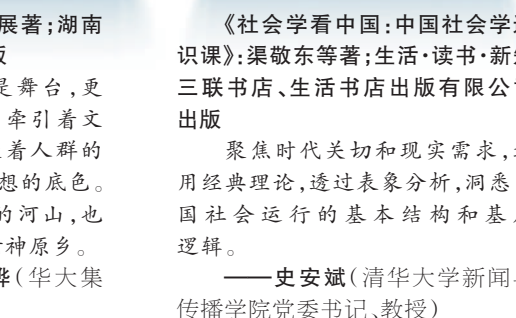 展著；湖南
版
是舞台，更
牵引着文
着人群的
想的底色。
的河山，也
神原乡。
（华大集
《社会学看中国：中国社会学
识课》：渠敬东等著；生活·读书·新
三联书店、生活书店出版有限公
出版
聚焦时代关切和现实需求，
用经典理论，透过表象分析，洞悉
国社会运行的基本结构和基
逻辑。
——史安斌（清华大学新闻
传播学院党委书记、教授）